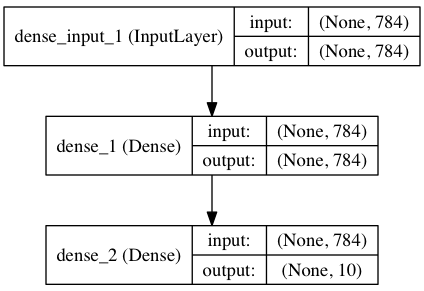 dense_input_1 (InputLayer)
input:
(None, 784)
output:
(None, 784)
dense_1 (Dense)
input:
(None, 784)
output:
(None, 784)
dense_2 (Dense)
input:
(None, 784)
output:
(None, 10)